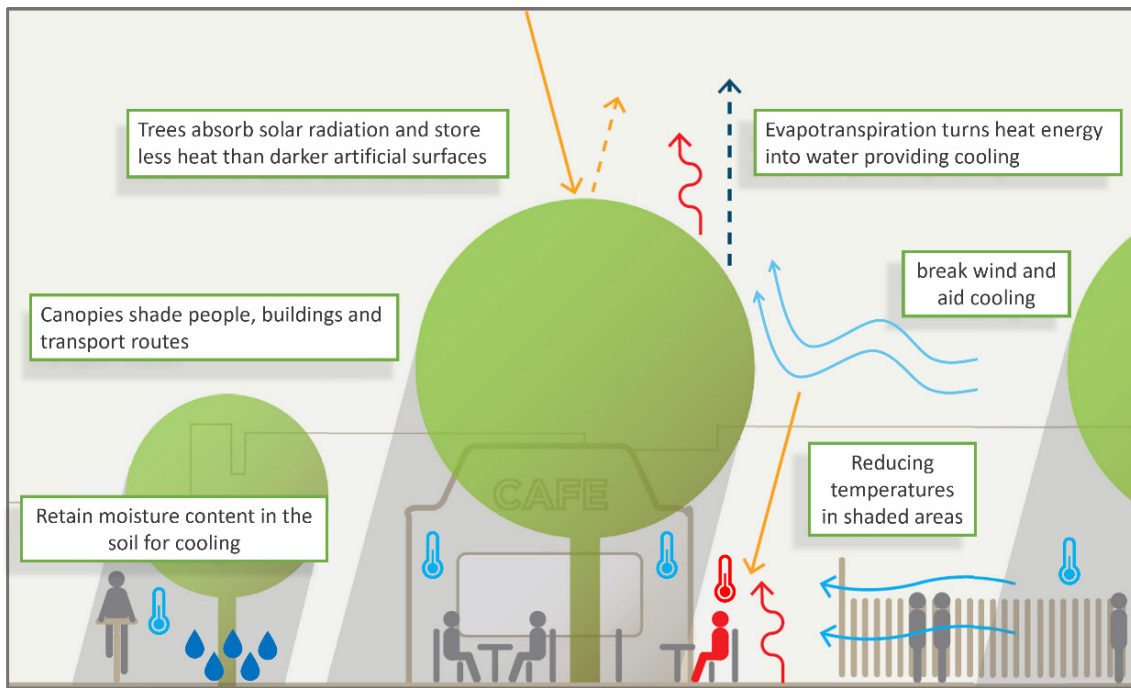 Trees absorb solar radiation and store
less heat than darker artificial surfaces
Evapotranspiration turns heat energy
into water providing cooling
break wind and
aid cooling
Canopies shade people, buildings and
transport routes
Reducing
temperatures
in shaded areas
CAFE
Retain moisture content in the
soil for cooling